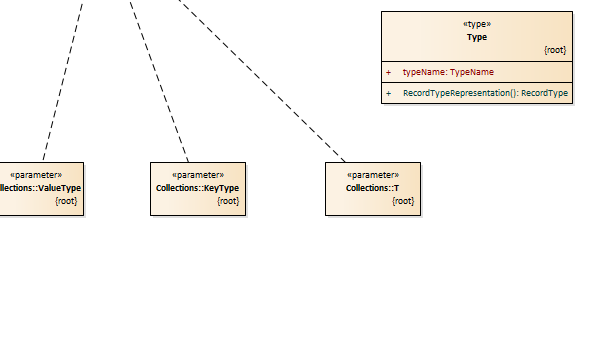 «type»
Type
{root}
+ typeName: TypeName
+ RecordTypeRepresentation(): RecordType
«parameter»
llections::ValueType
{root}
«parameter»
Collections::KeyType
{root}
«parameter»
Collections::T
{root}